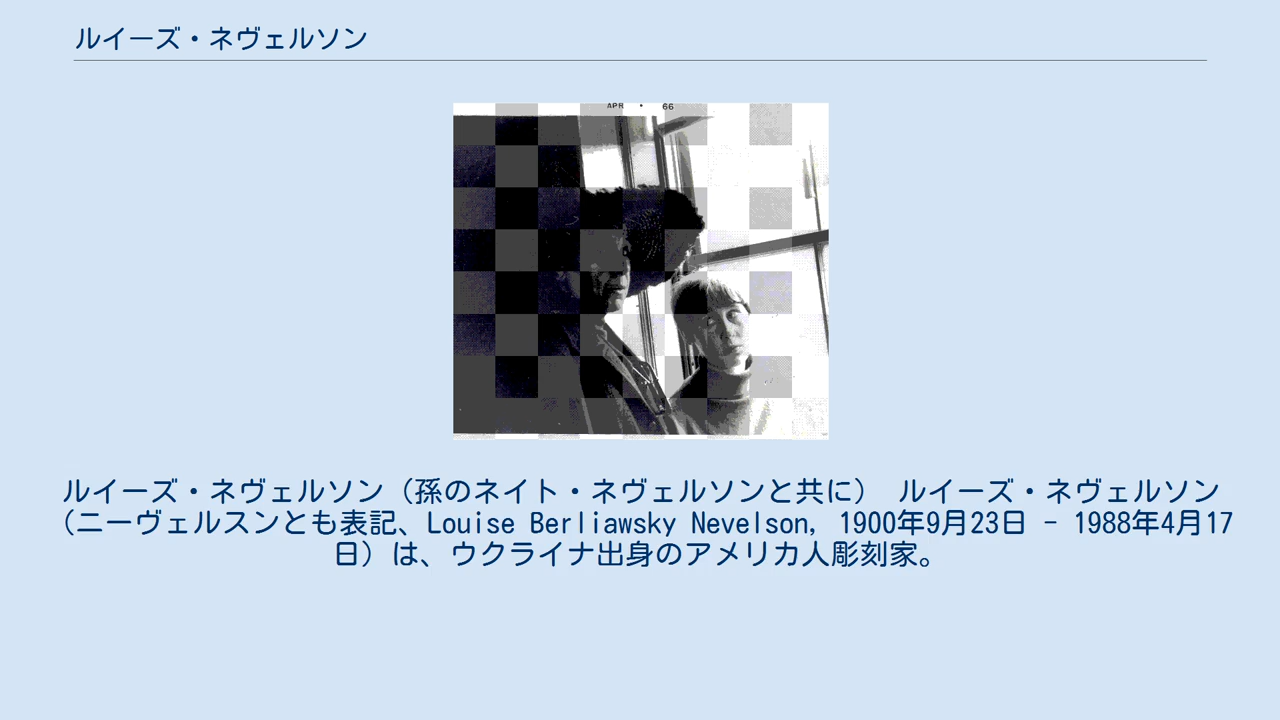 ルイーズ・ネヴェルソン
APR • 66
ルイーズ・ネヴェルソン（孫のネイト・ネヴェルソンと共に） ルイーズ・ネヴェルソン
(ニーヴェルスンとも表記、Louise Berliawsky Nevelson, 1900年9月23日 - 1988年4月17
日）は、ウクライナ出身のアメリカ人彫刻家。